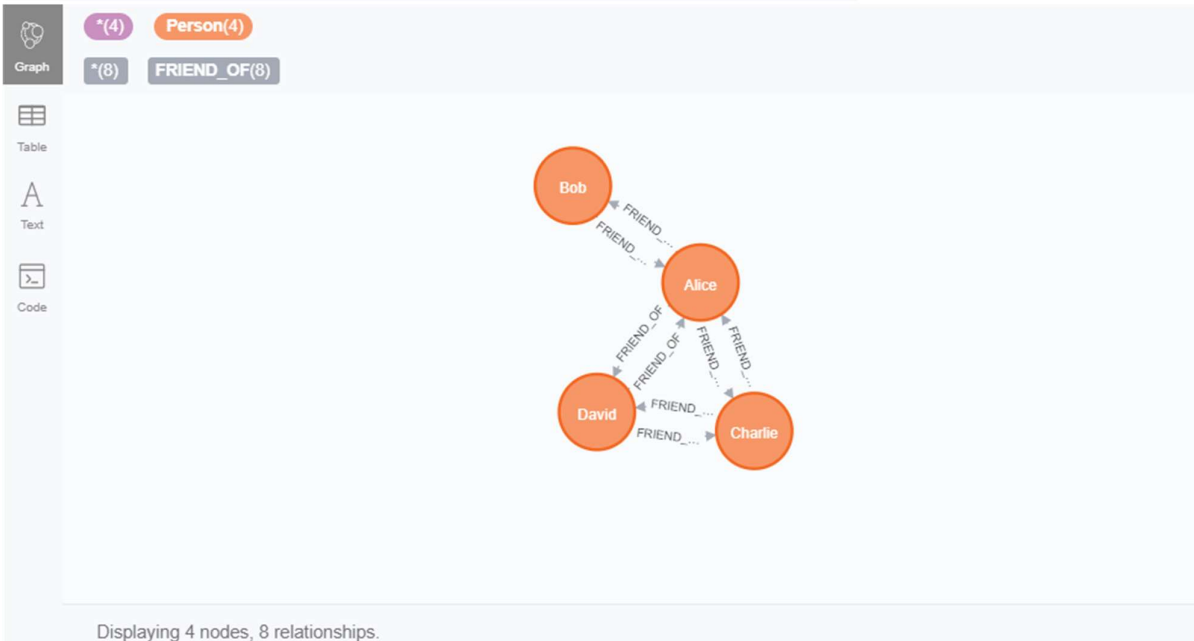 *(4) Person(4)
Graph
*(8) FRIEND_OF(8)
Table
Text
Code
Bob
FRIEND_...
FRIEND_...
Alice
FRIEND_OF
FRIEND_OF
FRIEND_...
FRIEND_...
David
FRIEND_...
FRIEND_...
Charlie
Displaying 4 nodes, 8 relationships.